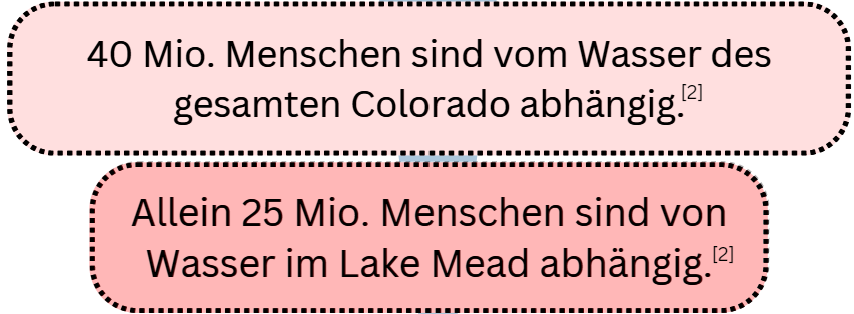 40 Mio. Menschen sind vom Wasser des
gesamten Colorado abhängig.[2]
Allein 25 Mio. Menschen sind von
Wasser im Lake Mead abhängig.[2]